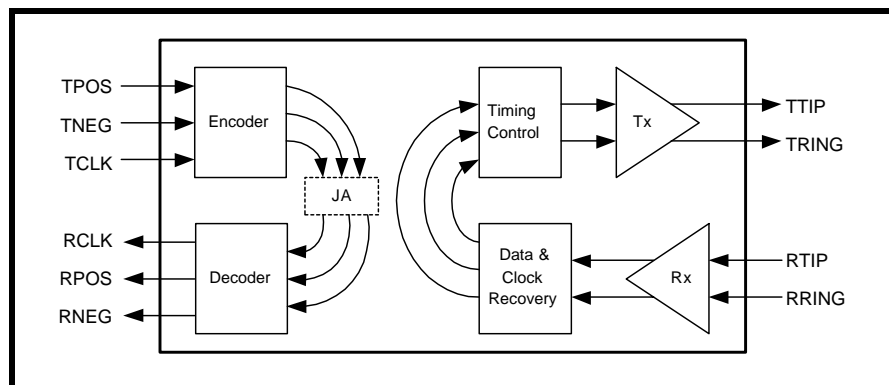 TPOS
TNEG
TCLK
Encoder
JA
RCLK
RPOS
RNEG
Decoder
Timing
Control
Tx
TTIP
TRING
Data &
Clock
Recovery
Rx
RTIP
RRING